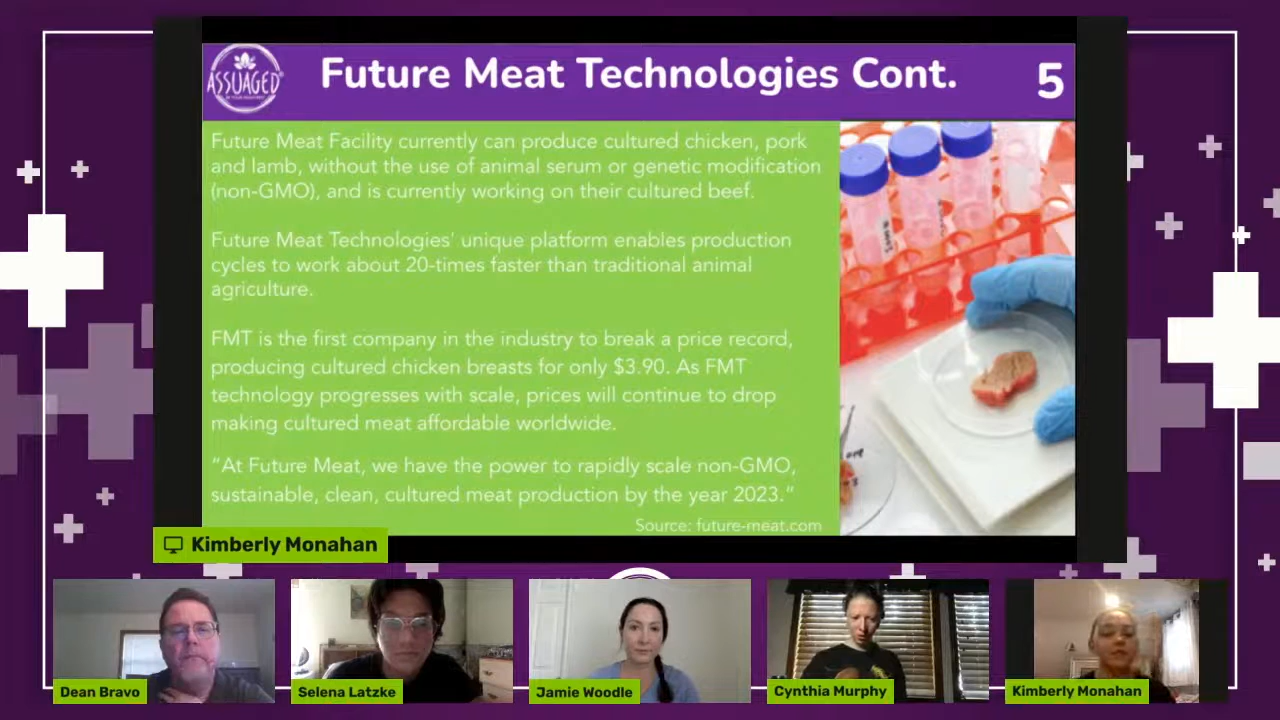 ASSUAGED
Future Meat Technologies Cont.
5
Future Meat Facility currently can produce cultured chicken, pork
and lamb, without the use of animal serum or genetic modification
(non-GMO), and is currently working on their cultured beef.
Future Meat Technologies' unique platform enables production
cycles to work about 20-times faster than traditional animal
agriculture.
FMT is the first company in the industry to break a price record,
producing cultured chicken breasts for only $3.90. As FMT
technology progresses with scale, prices will continue to drop
making cultured meat affordable worldwide.
“At Future Meat, we have the power to rapidly scale non-GMO,
sustainable, clean, cultured meat production by the year 2023.”
Source: future-meat.com
Kimberly Monahan
Dean Bravo
Selena Latzke
Jamie Woodle
Cynthia Murphy
Kimberly Monahan